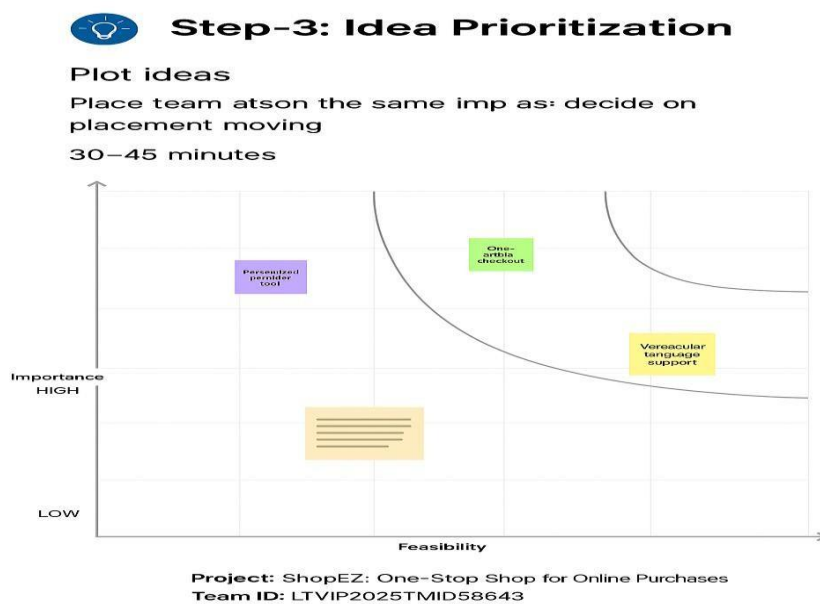 Step-3: Idea Prioritization
Plot ideas
Place team atson the same imp as: decide on
placement moving
30–45 minutes
Persenized
pernider
tool
One-
artbia
checkout
Vereacular
tanguage
support
Importance
HIGH
LOW
Feasibility
Project: ShopEZ: One-Stop Shop for Online Purchases
Team ID: LTVIP2025TMID58643